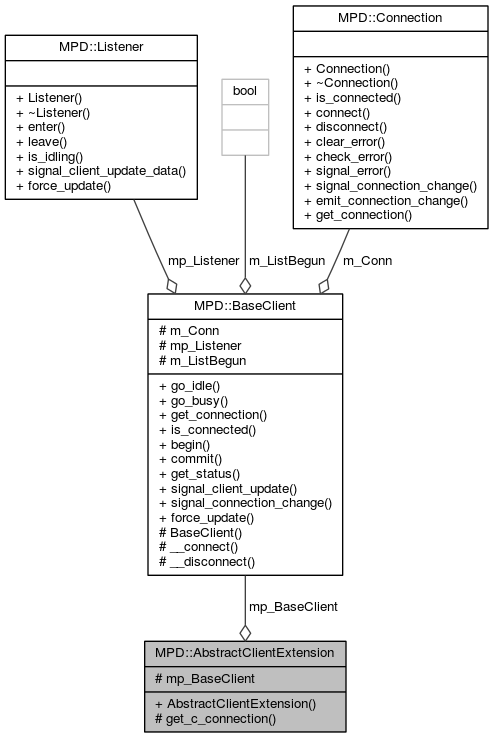 MPD::Listener
+ Listener()
+ ~Listener()
+ enter()
+ leave()
+ is_idling()
+ signal_client_update_data()
+ force_update()
bool
MPD::Connection
+ Connection()
+ ~Connection()
+ is_connected()
+ connect()
+ disconnect()
+ clear_error()
+ check_error()
+ signal_error()
+ signal_connection_change()
+ emit_connection_change()
+ get_connection()
mp_Listener
m_ListBegun
m_Conn
MPD::BaseClient
# m_Conn
# mp_Listener
# m_ListBegun
+ go_idle()
+ go_busy()
+ get_connection()
+ is_connected()
+ begin()
+ commit()
+ get_status()
+ signal_client_update()
+ signal_connection_change()
+ force_update()
# BaseClient()
# __connect()
# __disconnect()
mp_BaseClient
MPD::AbstractClientExtension
# mp_BaseClient
+ AbstractClientExtension()
# get_c_connection()